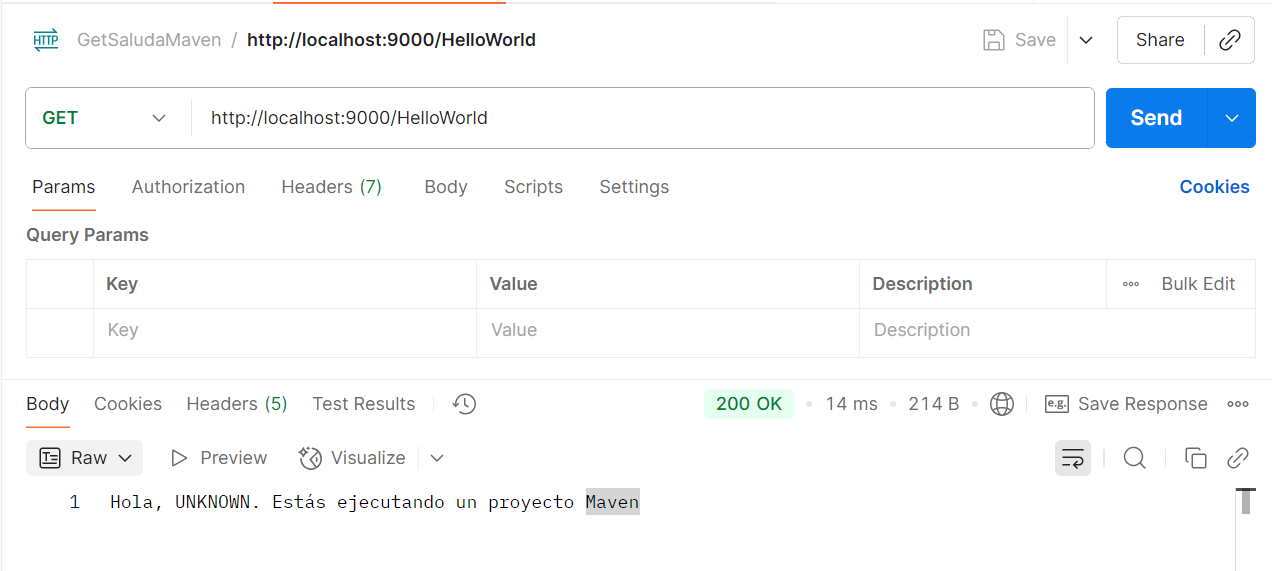 HTTP GetSaludaMaven / http://localhost:9000/HelloWorld Save Share
GET http://localhost:9000/HelloWorld Send
Params Authorization Headers (7) Body Scripts Settings Cookies
Query Params
Key Value Description Bulk Edit
Key Value Description
Body Cookies Headers (5) Test Results 200 OK 14 ms 214 B e.g. Save Response
Raw Preview Visualize
1 Hola, UNKNOWN. Estás ejecutando un proyecto Maven